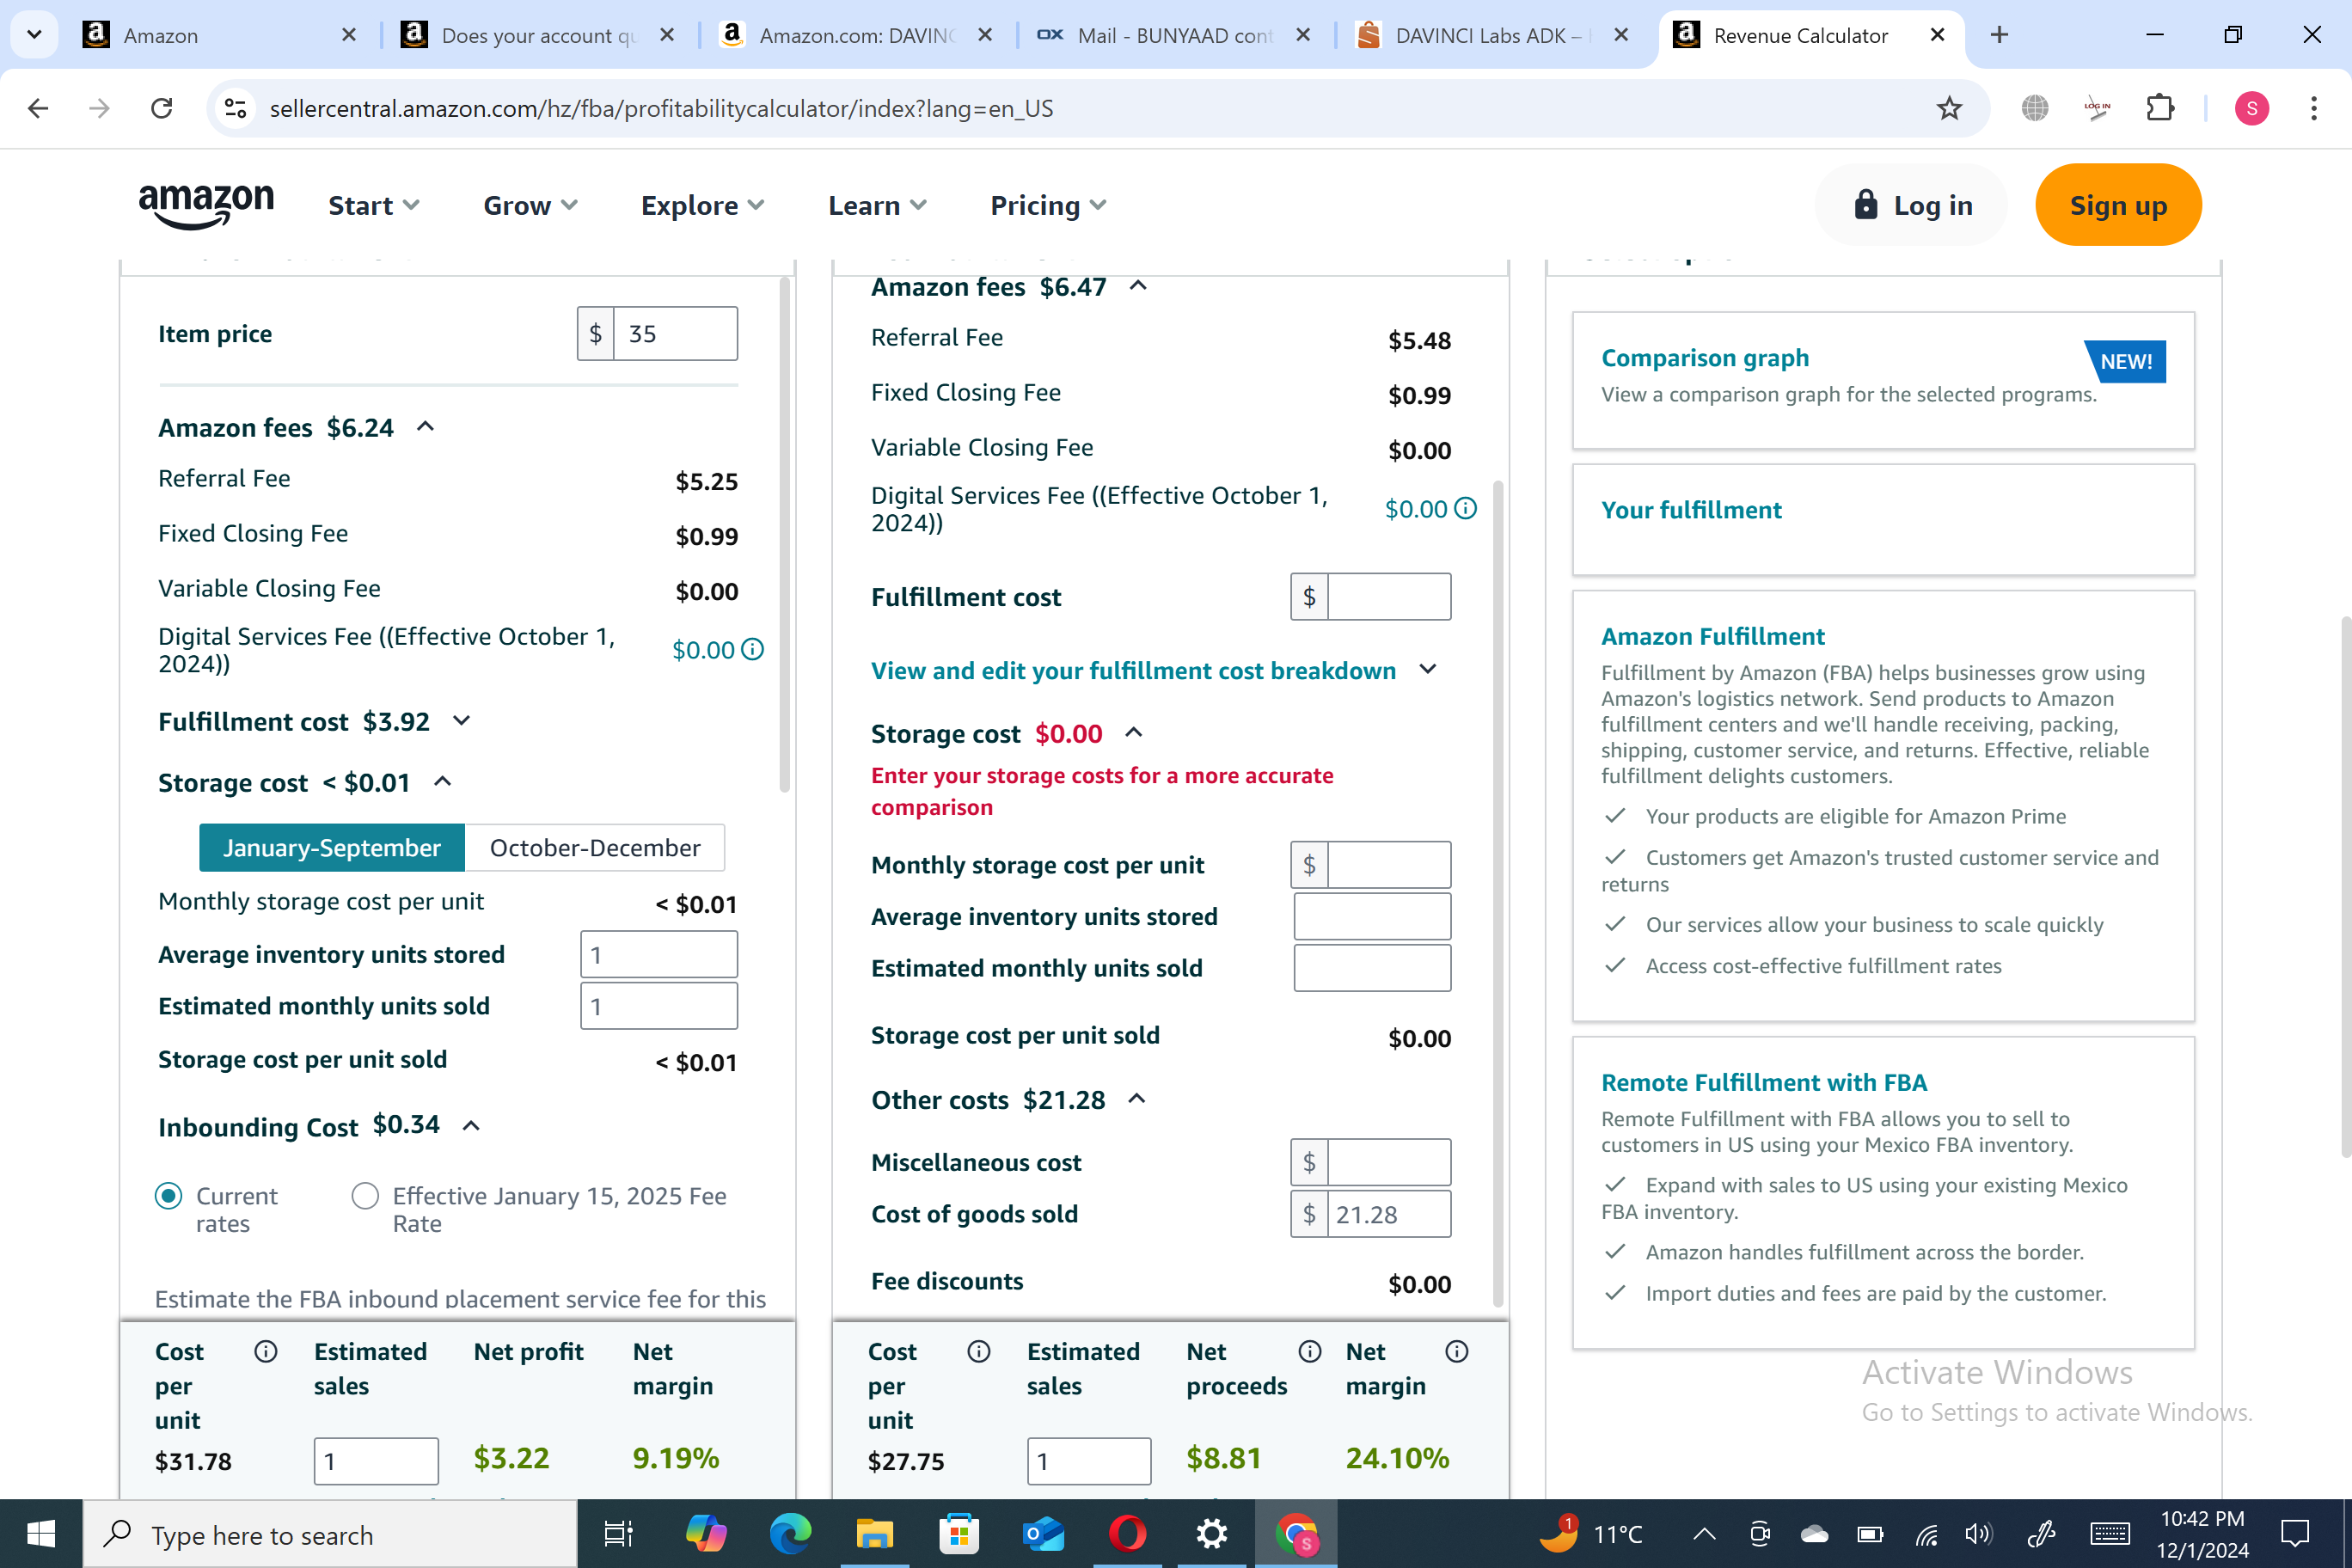 Amazon
Does your account qu
Amazon.com: DAVINC
Mail - BUNYAAD cont
DAVINCI Labs ADK –
Revenue Calculator
sellercentral.amazon.com/hz/fba/profitabilitycalculator/index?lang=en_US
LOG IN
S
amazon
Start
Grow
Explore
Learn
Pricing
Log in
Sign up
Item price
$ 35
Amazon fees $6.24
Referral Fee
$5.25
Fixed Closing Fee
$0.99
Variable Closing Fee
$0.00
Digital Services Fee ((Effective October 1,
2024))
$0.00
Fulfillment cost $3.92
Storage cost < $0.01
January-September
October-December
Monthly storage cost per unit
< $0.01
Average inventory units stored
1
Estimated monthly units sold
1
Storage cost per unit sold
< $0.01
Inbounding Cost $0.34
Current
rates
Effective January 15, 2025 Fee
Rate
Estimate the FBA inbound placement service fee for this
Cost
per
unit
Estimated
sales
Net profit
Net
margin
$31.78
1
$3.22
9.19%
Amazon fees $6.47
Referral Fee
$5.48
Fixed Closing Fee
$0.99
Variable Closing Fee
$0.00
Digital Services Fee ((Effective October 1,
2024))
$0.00
Fulfillment cost
$
View and edit your fulfillment cost breakdown
Storage cost $0.00
Enter your storage costs for a more accurate
comparison
Monthly storage cost per unit
$
Average inventory units stored
Estimated monthly units sold
Storage cost per unit sold
$0.00
Other costs $21.28
Miscellaneous cost
$
Cost of goods sold
$ 21.28
Fee discounts
$0.00
Cost
per
unit
Estimated
sales
Net
proceeds
Net
margin
$27.75
1
$8.81
24.10%
Comparison graph
NEW!
View a comparison graph for the selected programs.
Your fulfillment
Amazon Fulfillment
Fulfillment by Amazon (FBA) helps businesses grow using
Amazon's logistics network. Send products to Amazon
fulfillment centers and we'll handle receiving, packing,
shipping, customer service, and returns. Effective, reliable
fulfillment delights customers.
Your products are eligible for Amazon Prime
Customers get Amazon's trusted customer service and
returns
Our services allow your business to scale quickly
Access cost-effective fulfillment rates
Remote Fulfillment with FBA
Remote Fulfillment with FBA allows you to sell to
customers in US using your Mexico FBA inventory.
Expand with sales to US using your existing Mexico
FBA inventory.
Amazon handles fulfillment across the border.
Import duties and fees are paid by the customer.
Activate Windows
Go to Settings to activate Windows.
Type here to search
1
11°C
10:42 PM
12/1/2024